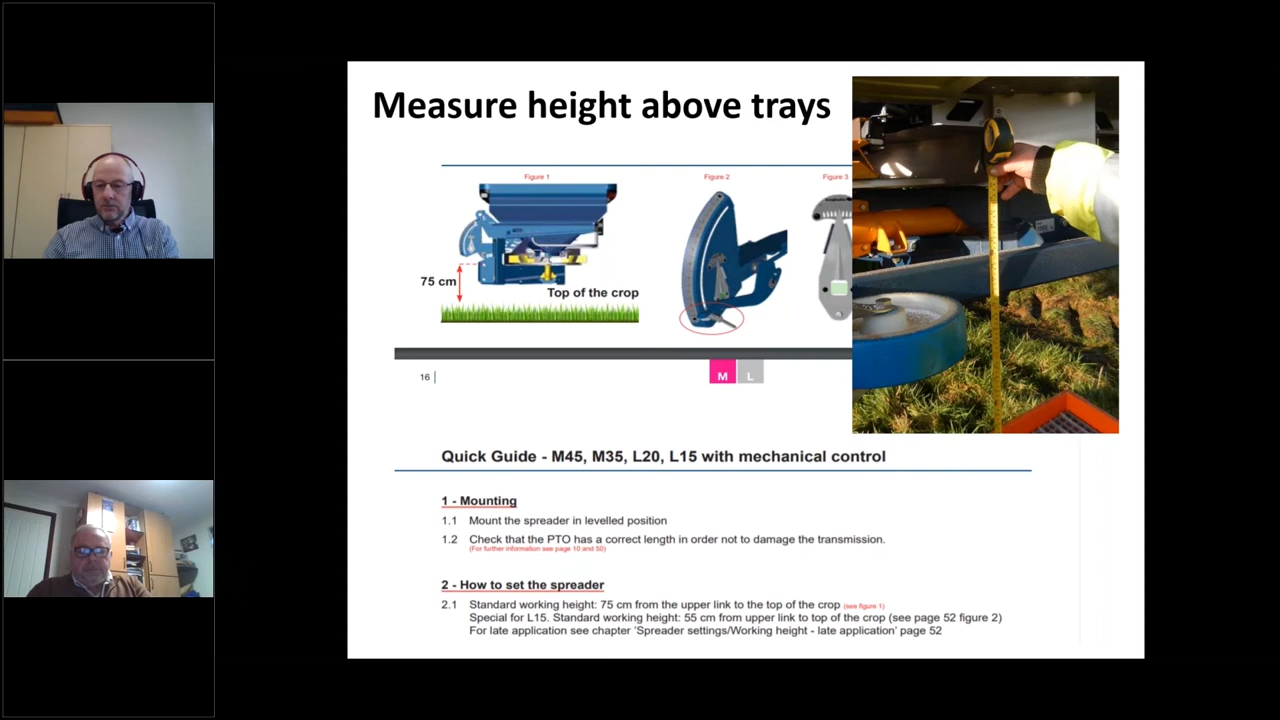 Measure height above trays
Figure 1
Figure 2
Figure 3
75 cm
Top of the crop
16
M L
Quick Guide - M45, M35, L20, L15 with mechanical control
1 - Mounting
1.1 Mount the spreader in levelled position
1.2 Check that the PTO has a correct length in order not to damage the transmission.
(For further information see page 10 and 50)
2 - How to set the spreader
2.1 Standard working height: 75 cm from the upper link to the top of the crop (see figure 1)
Special for L15. Standard working height: 55 cm from upper link to top of the crop (see page 52 figure 2)
For late application see chapter 'Spreader settings/Working height - late application' page 52